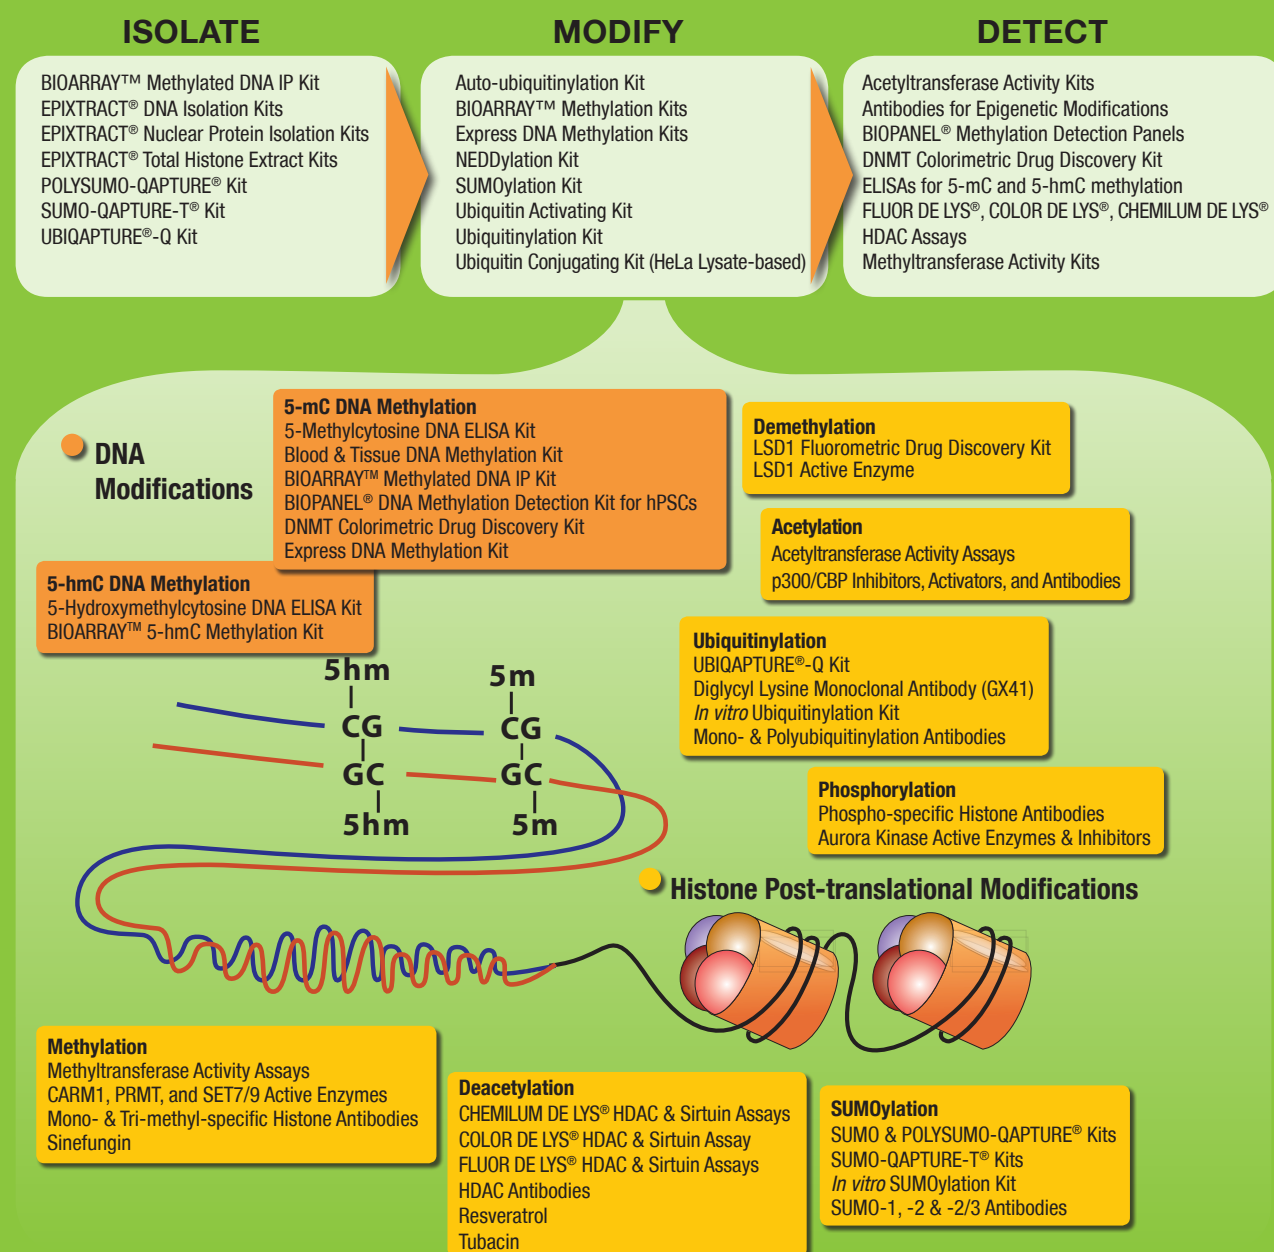 ISOLATE
BIOARRAY™ Methylated DNA IP Kit
EPIXTRACT® DNA Isolation Kits
EPIXTRACT® Nuclear Protein Isolation Kits
EPIXTRACT® Total Histone Extract Kits
POLYSUMO-QAPTURE® Kit
SUMO-QAPTURE-T® Kit
UBIQAPTURE®-Q Kit
MODIFY
Auto-ubiquitinylation Kit
BIOARRAY™ Methylation Kits
Express DNA Methylation Kits
NEDDylation Kit
SUMOylation Kit
Ubiquitin Activating Kit
Ubiquitinylation Kit
Ubiquitin Conjugating Kit (HeLa Lysate-based)
DETECT
Acetyltransferase Activity Kits
Antibodies for Epigenetic Modifications
BIOPANEL® Methylation Detection Panels
DNMT Colorimetric Drug Discovery Kit
ELISAs for 5-mC and 5-hmC methylation
FLUOR DE LYS®, COLOR DE LYS®, CHEMILUM DE LYS®
HDAC Assays
Methyltransferase Activity Kits
DNA
Modifications
5-mC DNA Methylation
5-Methylcytosine DNA ELISA Kit
Blood & Tissue DNA Methylation Kit
BIOARRAY™ Methylated DNA IP Kit
BIOPANEL® DNA Methylation Detection Kit for hPSCs
DNMT Colorimetric Drug Discovery Kit
Express DNA Methylation Kit
5-hmC DNA Methylation
5-Hydroxymethylcytosine DNA ELISA Kit
BIOARRAY™ 5-hmC Methylation Kit
Demethylation
LSD1 Fluorometric Drug Discovery Kit
LSD1 Active Enzyme
Acetylation
Acetyltransferase Activity Assays
p300/CBP Inhibitors, Activators, and Antibodies
Ubiquitinylation
UBIQAPTURE®-Q Kit
Diglycyl Lysine Monoclonal Antibody (GX41)
In vitro Ubiquitinylation Kit
Mono- & Polyubiquitinylation Antibodies
Phosphorylation
Phospho-specific Histone Antibodies
Aurora Kinase Active Enzymes & Inhibitors
5hm
CG
GC
5hm
5m
CG
GC
5m
Histone Post-translational Modifications
Methylation
Methyltransferase Activity Assays
CARM1, PRMT, and SET7/9 Active Enzymes
Mono- & Tri-methyl-specific Histone Antibodies
Sinefungin
Deacetylation
CHEMILUM DE LYS® HDAC & Sirtuin Assays
COLOR DE LYS® HDAC & Sirtuin Assay
FLUOR DE LYS® HDAC & Sirtuin Assays
HDAC Antibodies
Resveratrol
Tubacin
SUMOylation
SUMO & POLYSUMO-QAPTURE® Kits
SUMO-QAPTURE-T® Kits
In vitro SUMOylation Kit
SUMO-1, -2 & -2/3 Antibodies